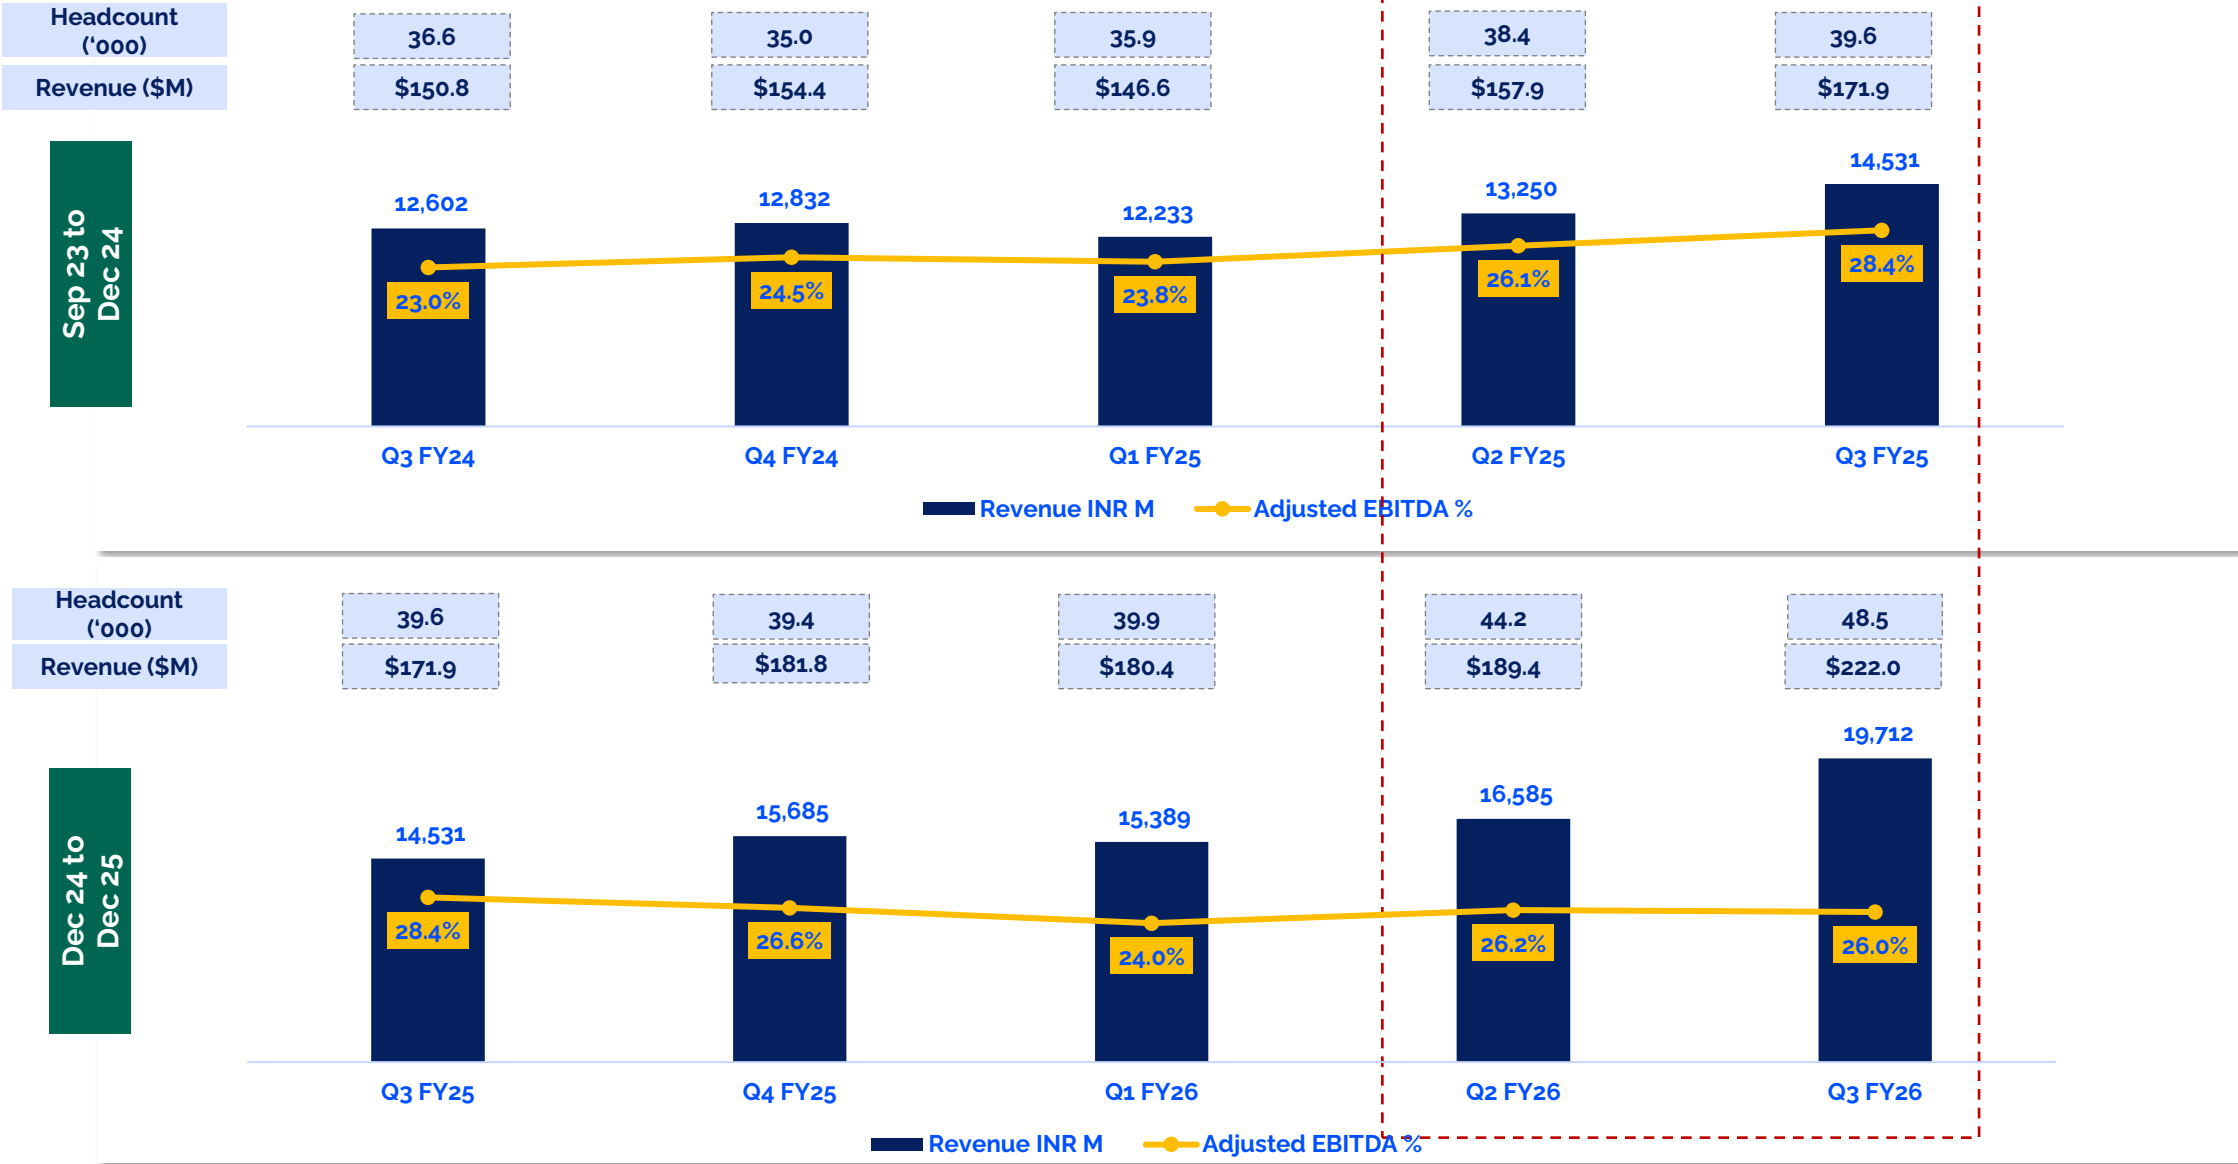 Headcount
(‘000)
36.6
35.0
35.9
38.4
39.6
Revenue ($M)
$150.8
$154.4
$146.6
$157.9
$171.9
Sep 23 to
Dec 24
12,602
12,832
12,233
13,250
14,531
23.0%
24.5%
23.8%
26.1%
28.4%
Q3 FY24
Q4 FY24
Q1 FY25
Q2 FY25
Q3 FY25
Revenue INR M
Adjusted EBITDA %
Headcount
(‘000)
39.6
39.4
39.9
44.2
48.5
Revenue ($M)
$171.9
$181.8
$180.4
$189.4
$222.0
Dec 24 to
Dec 25
14,531
15,685
15,389
16,585
19,712
28.4%
26.6%
24.0%
26.2%
26.0%
Q3 FY25
Q4 FY25
Q1 FY26
Q2 FY26
Q3 FY26
Revenue INR M
Adjusted EBITDA %